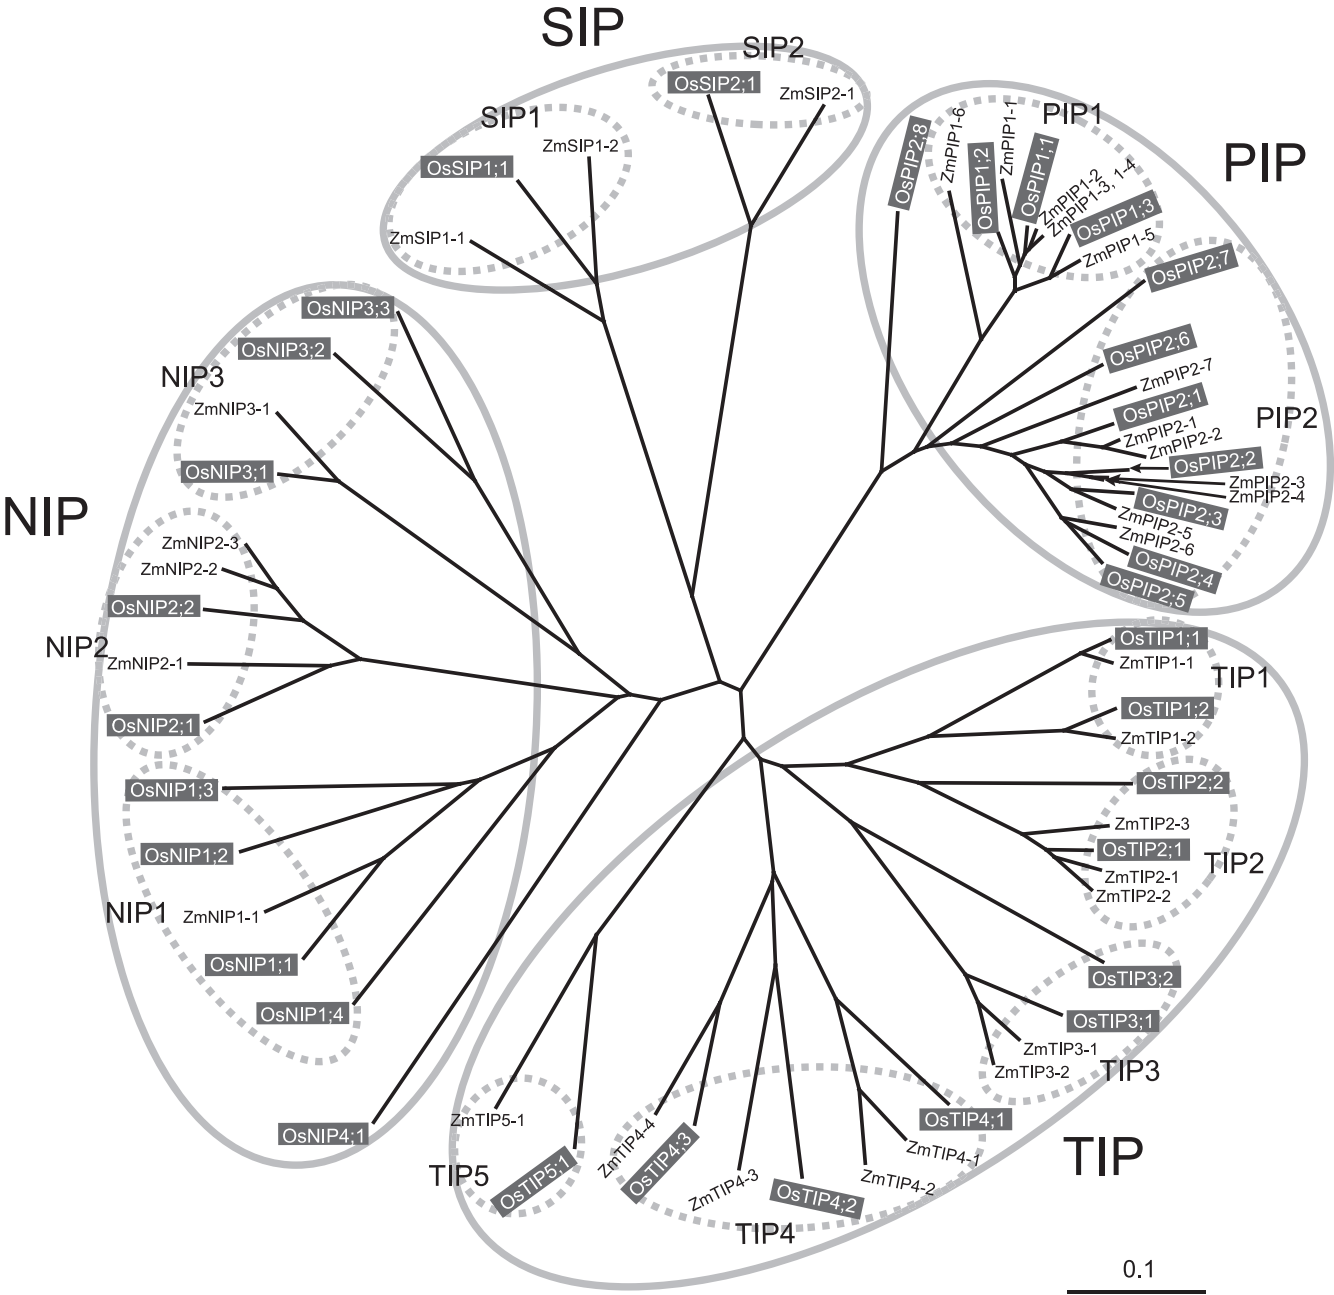 SIP
SIP2
OsSIP2;1
ZmSIP2-1
SIP1
ZmSIP1-2
OsSIP1;1
ZmSIP1-1
PIP
PIP1
OsPIP2;8
ZmPIP1-6
OsPIP1;2
ZmPIP1-1
OsPIP1;1
ZmPIP1-2
ZmPIP1-3, 1-4
OsPIP1;3
ZmPIP1-5
OsPIP2;7
OsPIP2;6
ZmPIP2-7
OsPIP2;1
PIP2
ZmPIP2-1
ZmPIP2-2
OsPIP2;2
ZmPIP2-3
ZmPIP2-4
OsPIP2;3
ZmPIP2-5
ZmPIP2-6
OsPIP2;4
OsPIP2;5
OsNIP3;3
OsNIP3;2
NIP3
ZmNIP3-1
OsNIP3;1
NIP
ZmNIP2-3
ZmNIP2-2
OsNIP2;2
NIP2
ZmNIP2-1
OsNIP2;1
OsNIP1;3
OsNIP1;2
NIP1
ZmNIP1-1
OsNIP1;1
OsNIP1;4
OsNIP4;1
OsTIP1;1
ZmTIP1-1
TIP1
OsTIP1;2
ZmTIP1-2
OsTIP2;2
ZmTIP2-3
OsTIP2;1
TIP2
ZmTIP2-1
ZmTIP2-2
OsTIP3;2
OsTIP3;1
ZmTIP3-1
ZmTIP3-2
TIP3
TIP
OsTIP4;1
ZmTIP4-1
ZmTIP4-2
OsTIP4;2
ZmTIP4-3
OsTIP4;3
ZmTIP4-4
TIP4
ZmTIP5-1
TIP5
OsTIP5;1
0.1